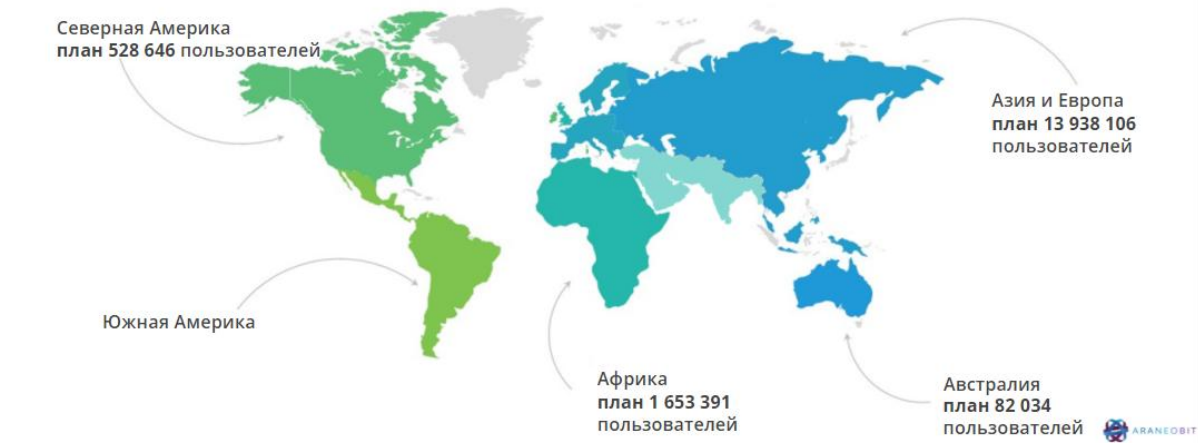 Северная Америка
план 528 646 пользователей
Азия и Европа
план 13 938 106
пользователей
Южная Америка
Африка
план 1 653 391
пользователей
Австралия
план 82 034
пользователей
ARANEOBIT